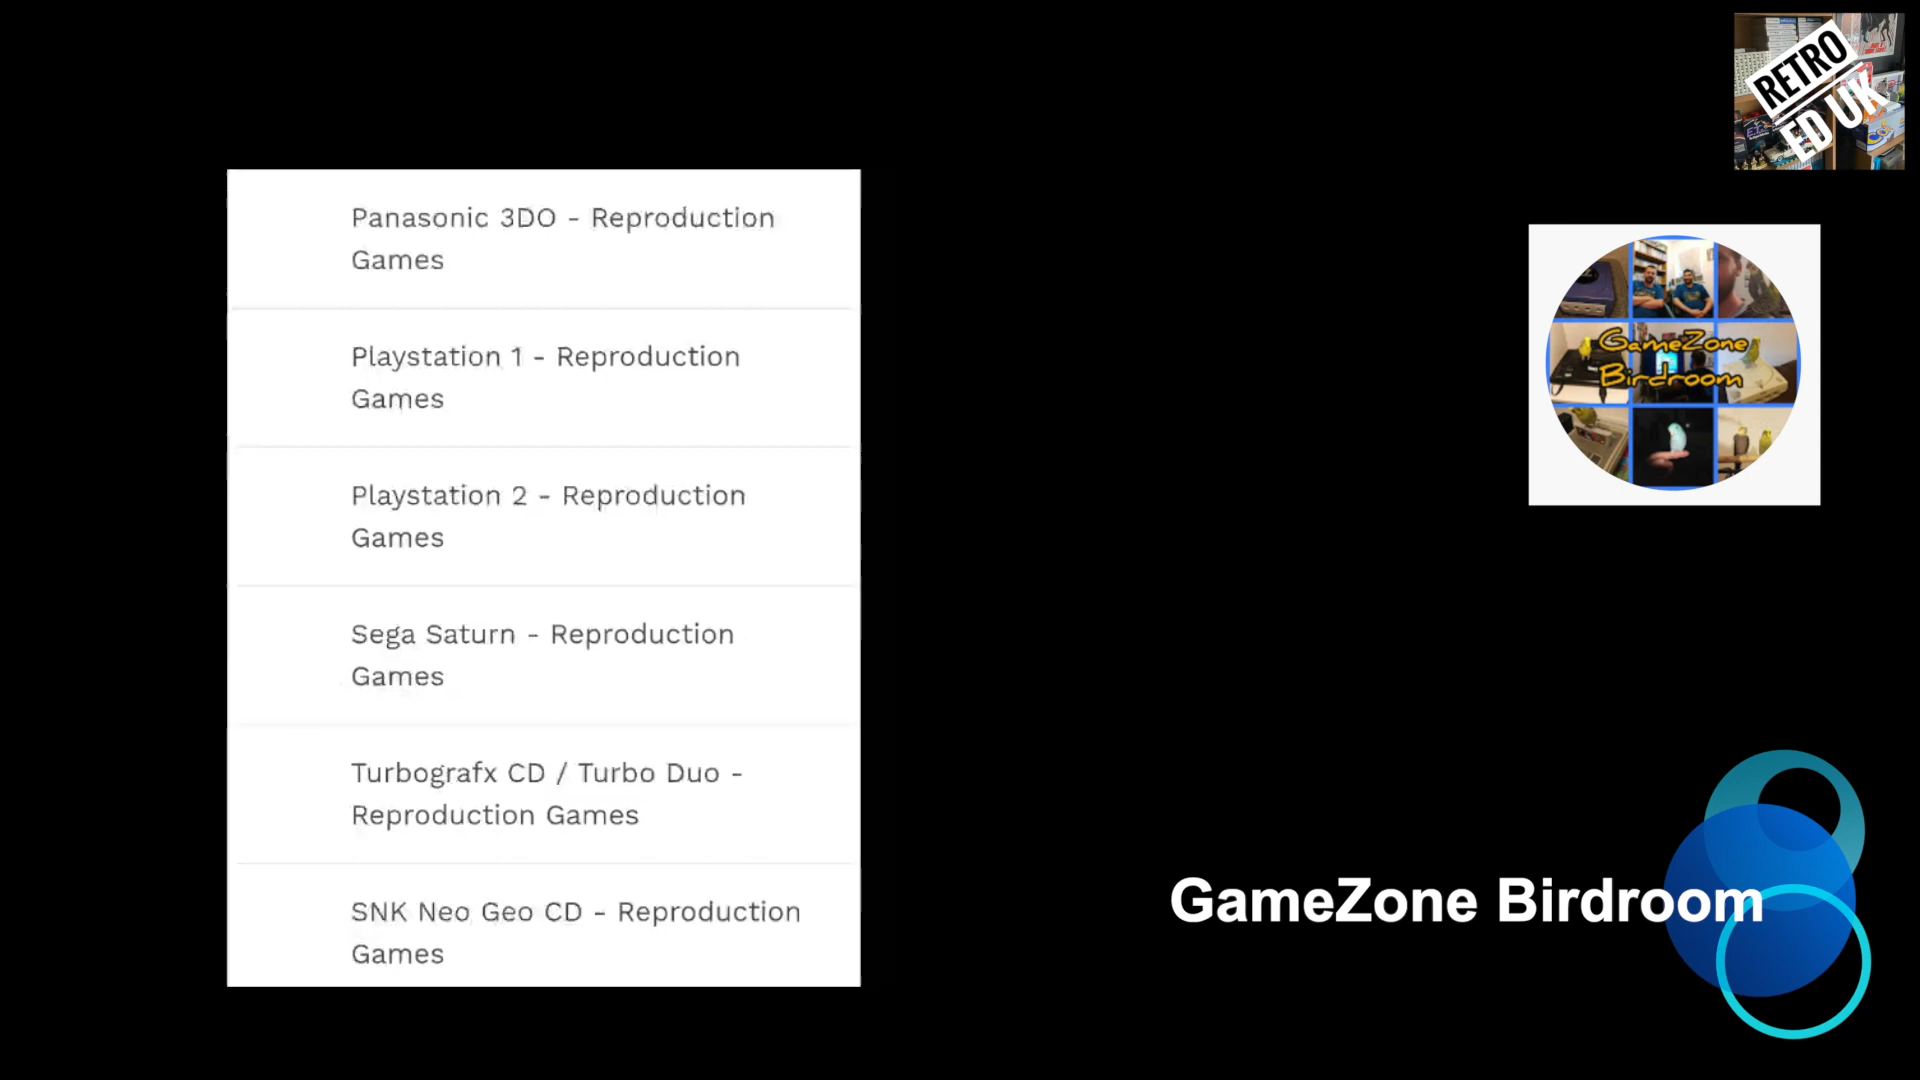 RETRO
ED UK
Panasonic 3DO - Reproduction
Games
Playstation 1 - Reproduction
Games
Playstation 2 - Reproduction
Games
Sega Saturn - Reproduction
Games
Turbografx CD / Turbo Duo -
Reproduction Games
SNK Neo Geo CD - Reproduction
Games
GameZone
Birdroom
GameZone Birdroom